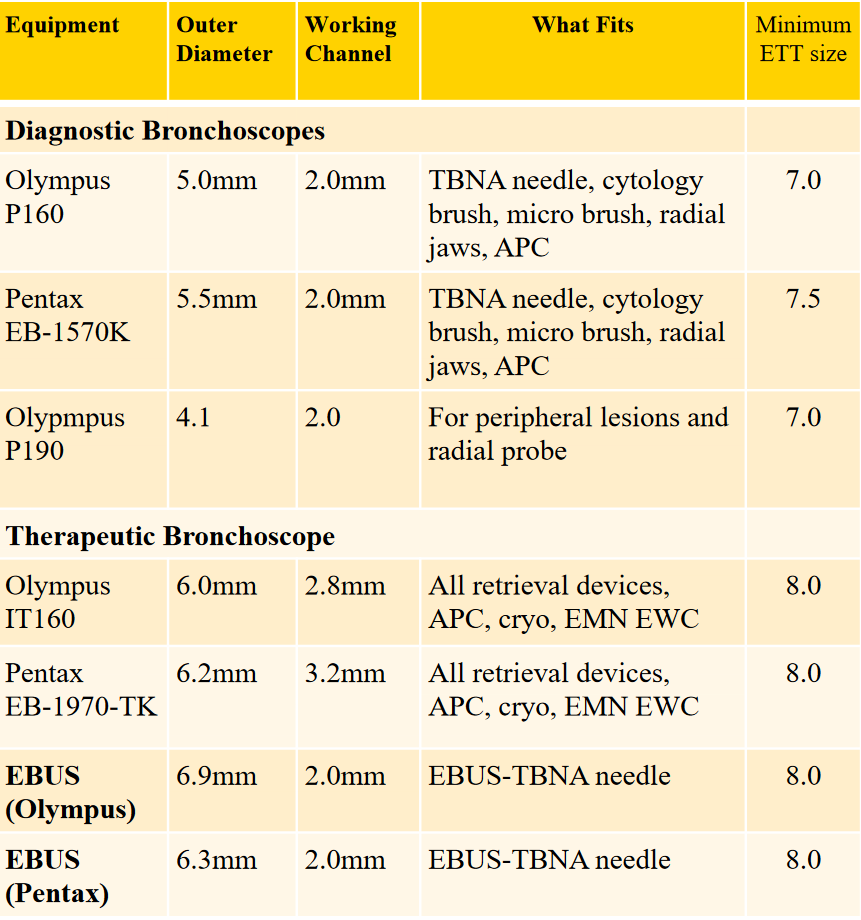 Equipment
Outer
Diameter
Working
Channel
What Fits
Minimum
ETT size
Diagnostic Bronchoscopes
Olympus
P160
5.0mm
2.0mm
TBNA needle, cytology
brush, micro brush, radial
jaws, APC
7.0
Pentax
EB-1570K
5.5mm
2.0mm
TBNA needle, cytology
brush, micro brush, radial
jaws, APC
7.5
Olypmpus
P190
4.1
2.0
For peripheral lesions and
radial probe
7.0
Therapeutic Bronchoscope
Olympus
IT160
6.0mm
2.8mm
All retrieval devices,
APC, cryo, EMN EWC
8.0
Pentax
EB-1970-TK
6.2mm
3.2mm
All retrieval devices,
APC, cryo, EMN EWC
8.0
EBUS
(Olympus)
6.9mm
2.0mm
EBUS-TBNA needle
8.0
EBUS
(Pentax)
6.3mm
2.0mm
EBUS-TBNA needle
8.0